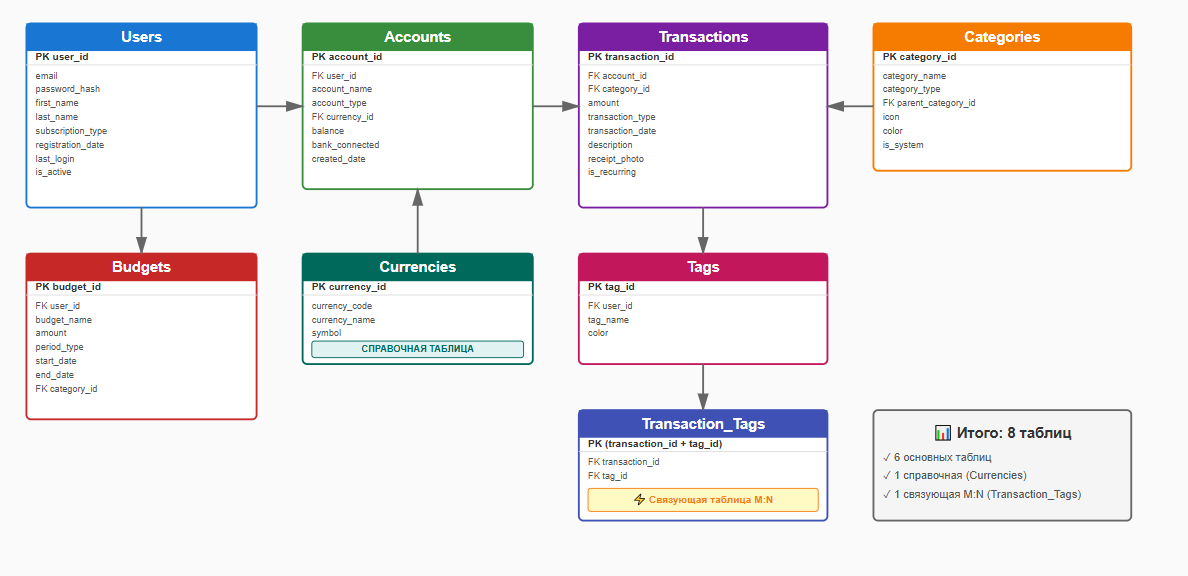 Users
PK user_id
email
password_hash
first_name
last_name
subscription_type
registration_date
last_login
is_active
Accounts
PK account_id
FK user_id
account_name
account_type
FK currency_id
balance
bank_connected
created_date
Transactions
PK transaction_id
FK account_id
FK category_id
amount
transaction_type
transaction_date
description
receipt_photo
is_recurring
Categories
PK category_id
category_name
category_type
FK parent_category_id
icon
color
is_system
Budgets
PK budget_id
FK user_id
budget_name
amount
period_type
start_date
end_date
FK category_id
Currencies
PK currency_id
currency_code
currency_name
symbol
СПРАВОЧНАЯ ТАБЛИЦА
Tags
PK tag_id
FK user_id
tag_name
color
Transaction_Tags
PK (transaction_id + tag_id)
FK transaction_id
FK tag_id
⚡ Связующая таблица M:N
📊 Итого: 8 таблиц
✓ 6 основных таблиц
✓ 1 справочная (Currencies)
✓ 1 связующая M:N (Transaction_Tags)